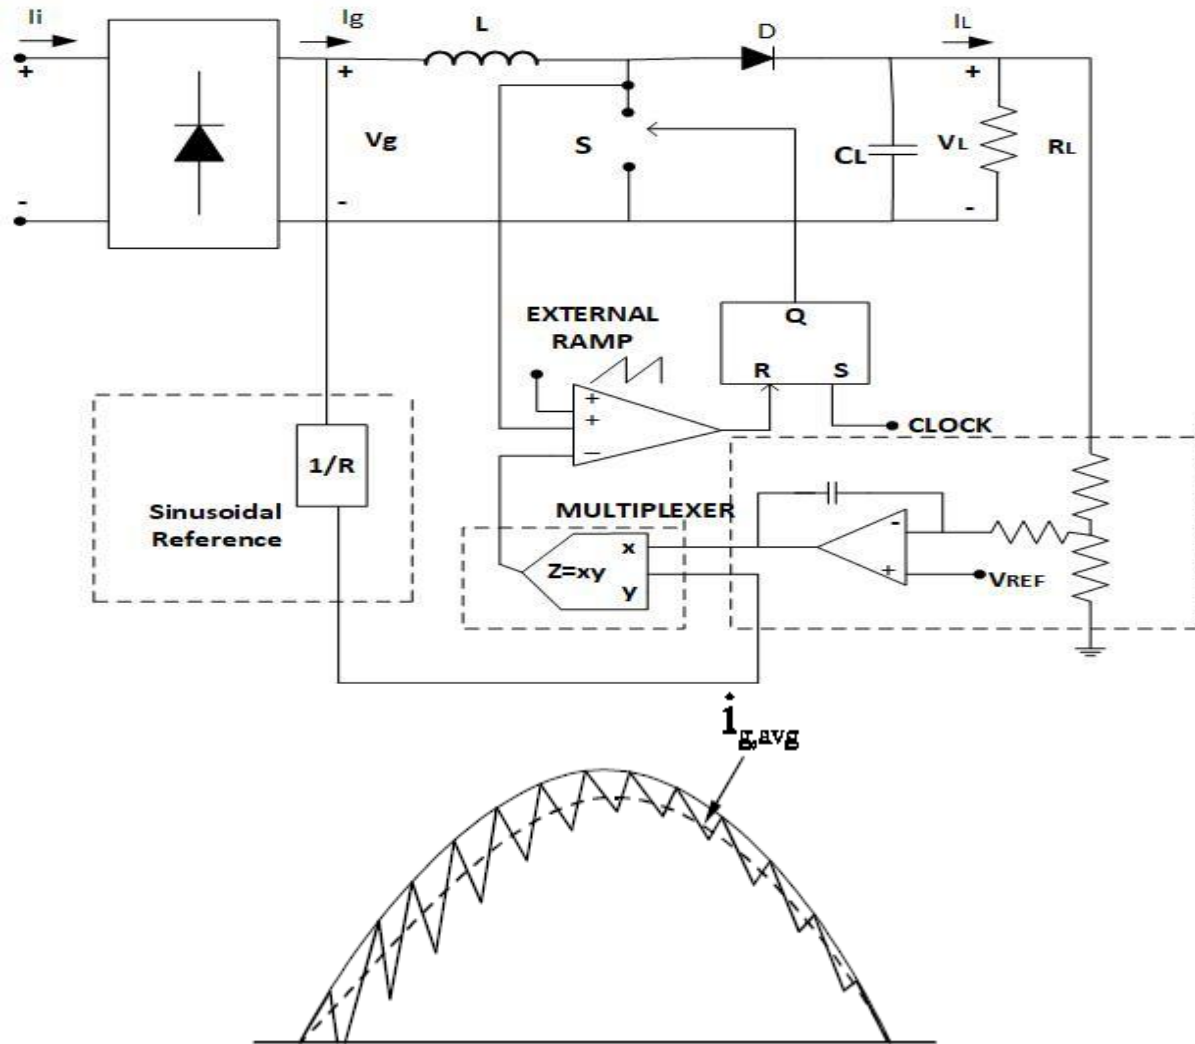 Ii
Ig
L
D
IL
+
+
+
Vg
S
CL
VL
RL
-
-
-
EXTERNAL
RAMP
Q
R S
+
+
−
CLOCK
1/R
Sinusoidal
Reference
MULTIPLEXER
x
Z=xy
y
-
+
VREF
ig,avg